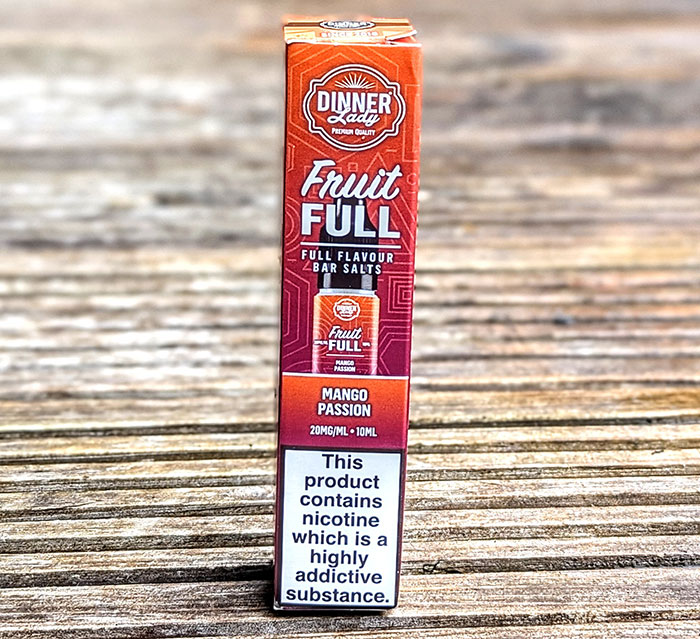 DINNER
Lady
PREMIUM QUALITY
Fruit
FULL
FULL FLAVOUR
BAR SALTS
DINNER
Fruit
FULL
MANGO
PASSION
MANGO
PASSION
20MG/ML • 10ML
This
product
contains
nicotine
which is a
highly
addictive
substance.